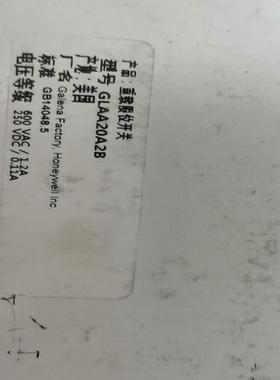 产品：重载限位开关
型号 GLAA20A2B
产地：美国
厂名 Galena Factory, Honeywell Inc.
标准 GB14048.5
电压等级 600 VAC / 1.2A
250 VDC / 0.11A